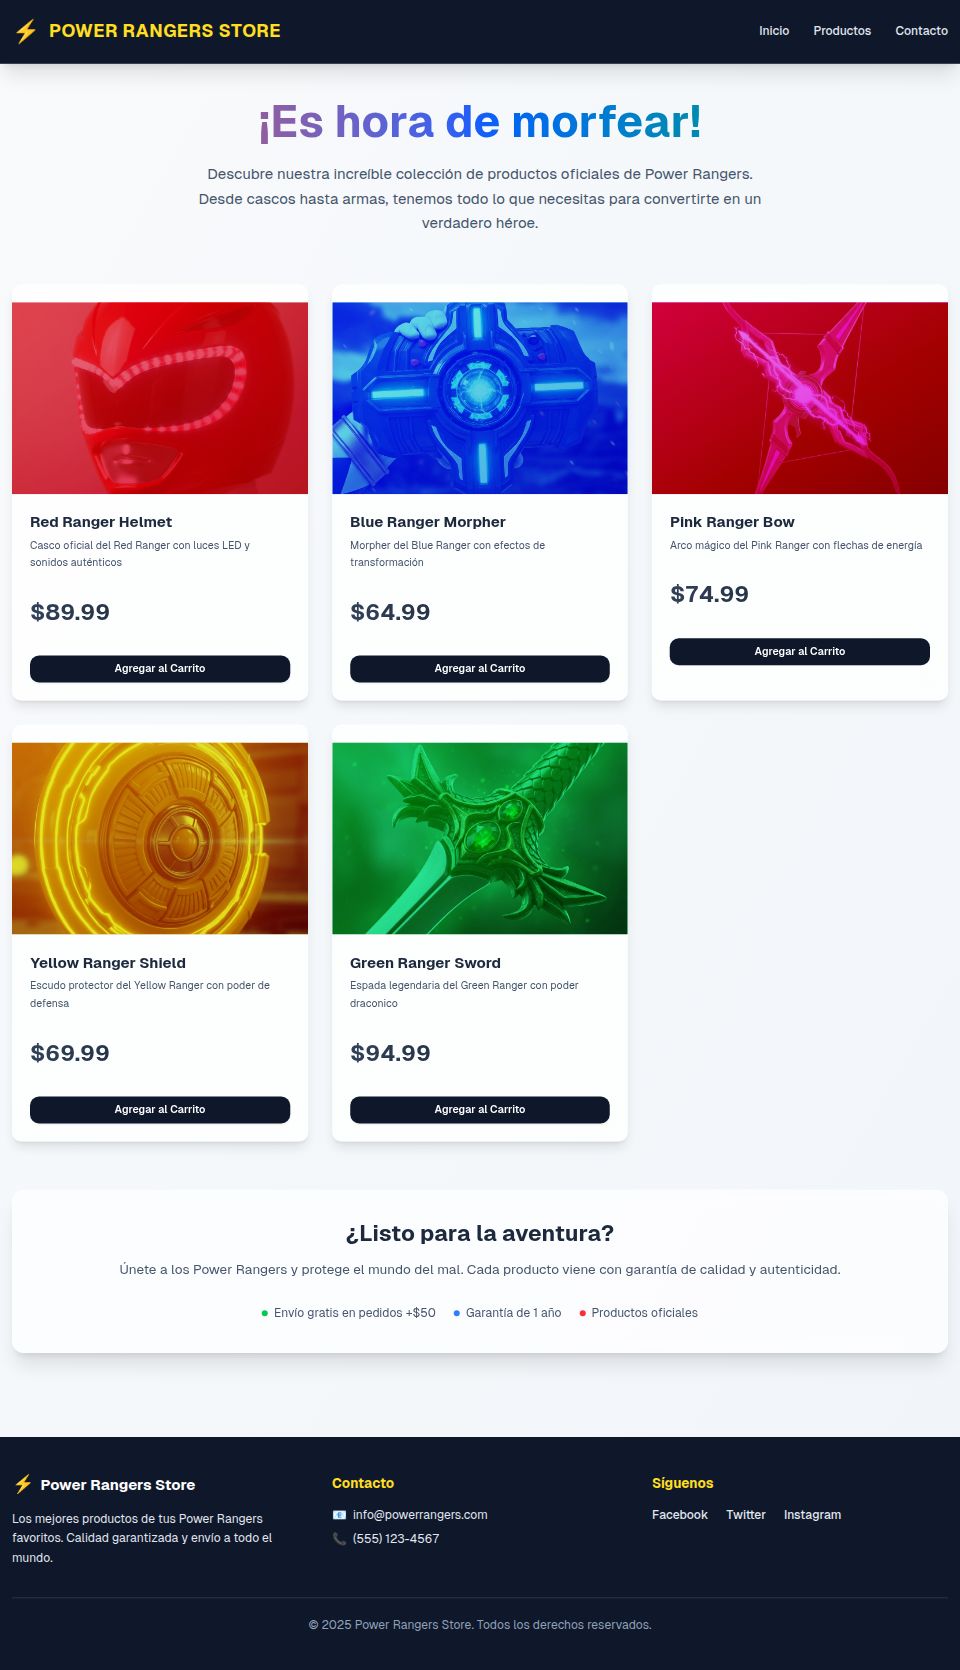 ⚡ POWER RANGERS STORE
Inicio Productos Contacto
¡Es hora de morfear!
Descubre nuestra increíble colección de productos oficiales de Power Rangers.
Desde cascos hasta armas, tenemos todo lo que necesitas para convertirte en un
verdadero héroe.
Red Ranger Helmet
Casco oficial del Red Ranger con luces LED y
sonidos auténticos
$89.99
Agregar al Carrito
Blue Ranger Morpher
Morpher del Blue Ranger con efectos de
transformación
$64.99
Agregar al Carrito
Pink Ranger Bow
Arco mágico del Pink Ranger con flechas de energía
$74.99
Agregar al Carrito
Yellow Ranger Shield
Escudo protector del Yellow Ranger con poder de
defensa
$69.99
Agregar al Carrito
Green Ranger Sword
Espada legendaria del Green Ranger con poder
draconico
$94.99
Agregar al Carrito
¿Listo para la aventura?
Únete a los Power Rangers y protege el mundo del mal. Cada producto viene con garantía de calidad y autenticidad.
Envío gratis en pedidos +$50
Garantía de 1 año
Productos oficiales
⚡ Power Rangers Store
Los mejores productos de tus Power Rangers
favoritos. Calidad garantizada y envío a todo el
mundo.
Contacto
📧 info@powerrangers.com
📞 (555) 123-4567
Síguenos
Facebook Twitter Instagram
© 2025 Power Rangers Store. Todos los derechos reservados.